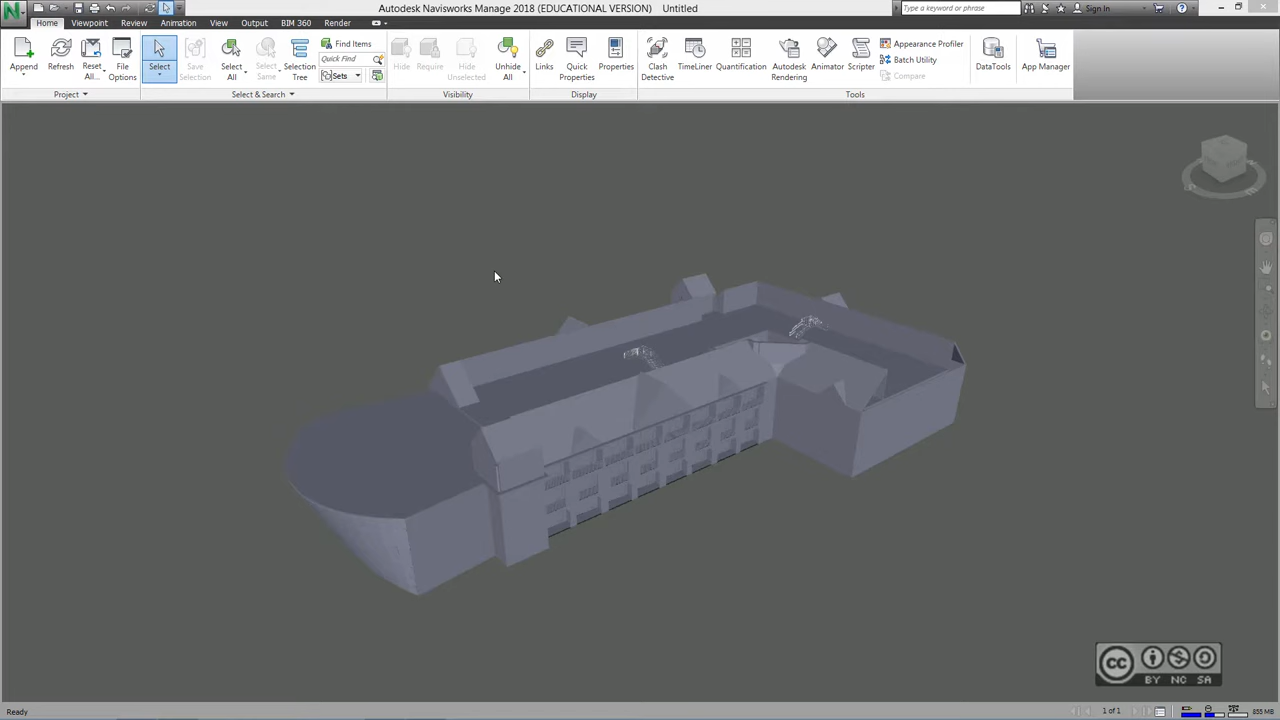 Autodesk Navisworks Manage 2018 (EDUCATIONAL VERSION) Untitled
Type a keyword or phrase
Sign In
Home Viewpoint Review Animation View Output BIM 360 Render
Append
Refresh
Reset All...
File Options
Select
Save Selection
Select All
Select Same
Selection Tree
Find Items
Quick Find
Sets
Hide
Require
Hide Unselected
Unhide All
Links
Quick Properties
Properties
Clash Detective
TimeLiner
Quantification
Autodesk Rendering
Animator
Scripter
Appearance Profiler
Batch Utility
Compare
DataTools
App Manager
Project
Select & Search
Visibility
Display
Tools
CC
BY NC SA
Ready
1 of 1
855 MB